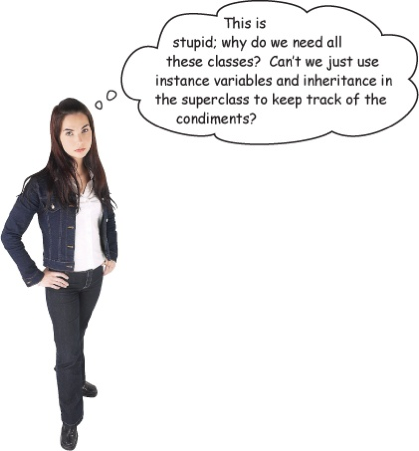 This is
stupid; why do we need all
these classes?  Can't we just use
instance variables and inheritance in
the superclass to keep track of the
condiments?